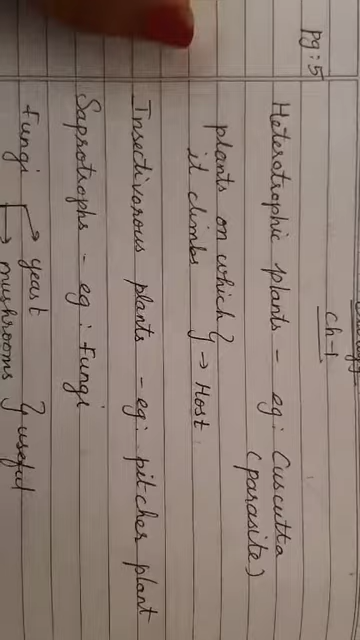 ch-1
pg:5
Heterotrophic plants - eg: Cuscutta
(parasite)
plants on which } → Host
it climbs
Insectivorous plants - eg: pitcher plant
Saprotrophs - eg: fungi
fungi → yeast
→ mushrooms } useful